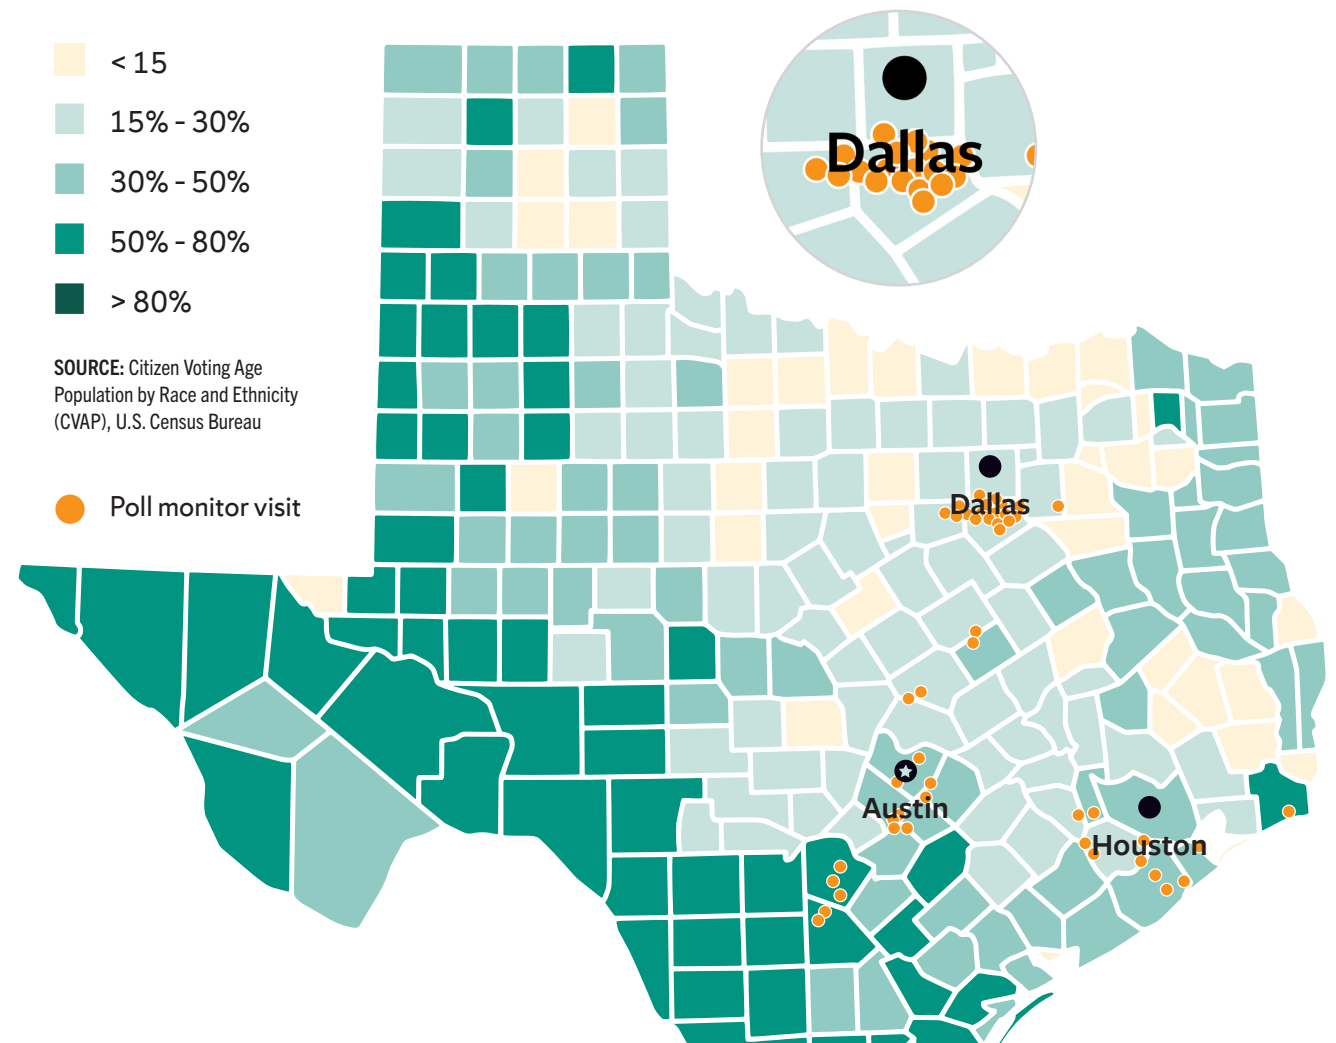 < 15
15% - 30%
30% - 50%
50% - 80%
> 80%
SOURCE: Citizen Voting Age
Population by Race and Ethnicity
(CVAP), U.S. Census Bureau
Poll monitor visit
Dallas
Dallas
Austin
Houston